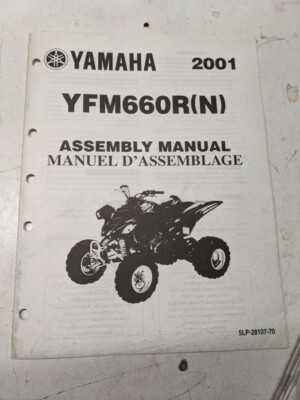 YAMAHA 2001
YFM660R(N)
ASSEMBLY MANUAL
MANUEL D'ASSEMBLAGE
5LP-28107-70